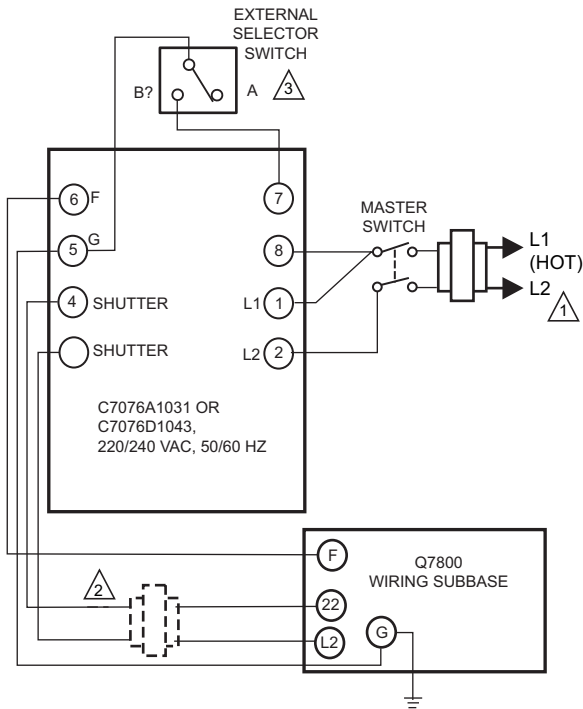 EXTERNAL
SELECTOR
SWITCH
B?
A
3
6
F
7
5
G
8
MASTER
SWITCH
L1
(HOT)
L2
1
4
SHUTTER
L1
1
SHUTTER
L2
2
C7076A1031 OR
C7076D1043,
220/240 VAC, 50/60 HZ
F
Q7800
WIRING SUBBASE
2
22
L2
G